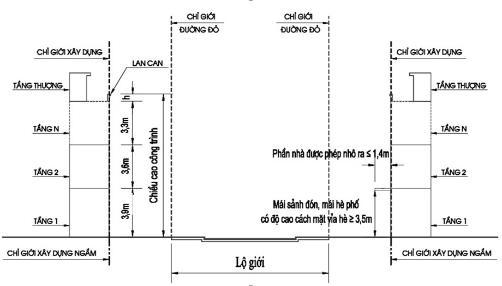 CHỈ GIỚI
ĐƯỜNG ĐỎ
CHỈ GIỚI
ĐƯỜNG ĐỎ
CHỈ GIỚI XÂY DỰNG
CHỈ GIỚI XÂY DỰNG
LAN CAN
TẦNG THƯỢNG
TẦNG THƯỢNG
h
3,3m
TẦNG N
TẦNG N
Chiều cao công trình
Phần nhà được phép nhô ra ≤ 1,4m
3,6m
TẦNG 2
TẦNG 2
Mái sảnh đón, mái hè phố
có độ cao cách mặt vỉa hè ≥ 3,5m
3,9m
TẦNG 1
TẦNG 1
CHỈ GIỚI XÂY DỰNG NGẦM
CHỈ GIỚI XÂY DỰNG NGẦM
Lộ giới